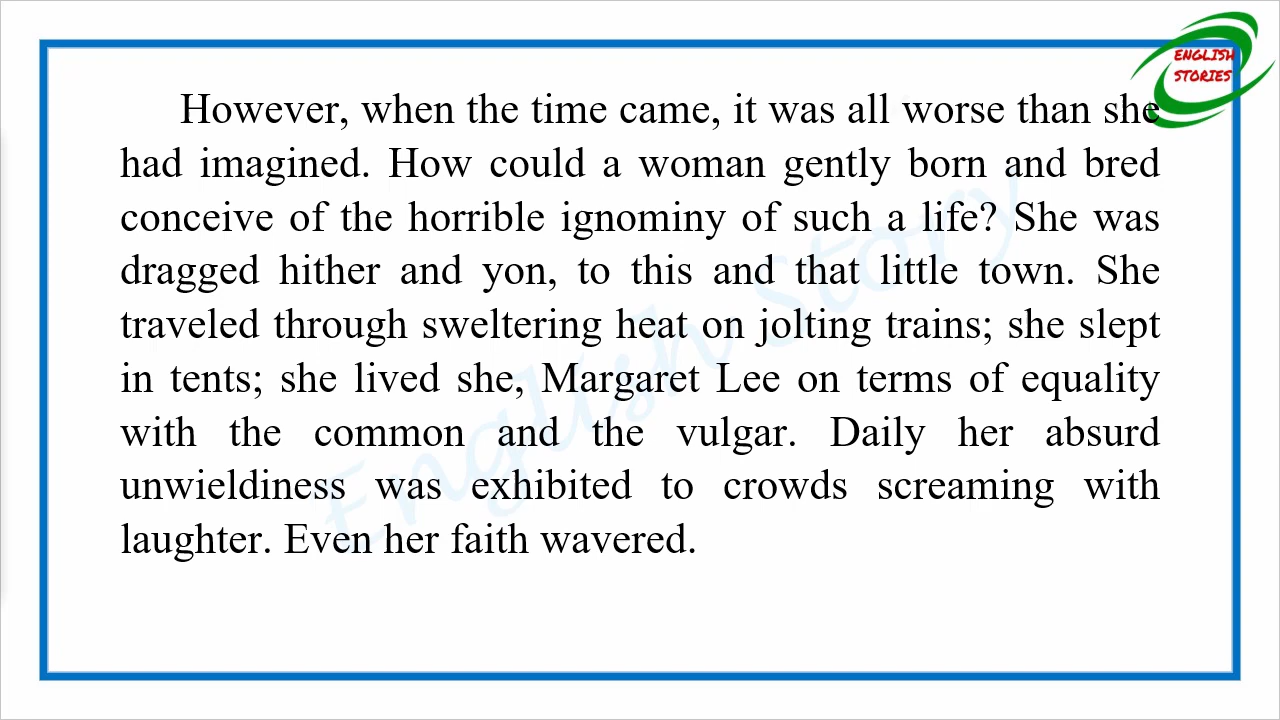 ENGLISH
STORIES
However, when the time came, it was all worse than she
had imagined. How could a woman gently born and bred
conceive of the horrible ignominy of such a life? She was
dragged hither and yon, to this and that little town. She
traveled through sweltering heat on jolting trains; she slept
in tents; she lived she, Margaret Lee on terms of equality
with the common and the vulgar. Daily her absurd
unwieldiness was exhibited to crowds screaming with
laughter. Even her faith wavered.
English Story